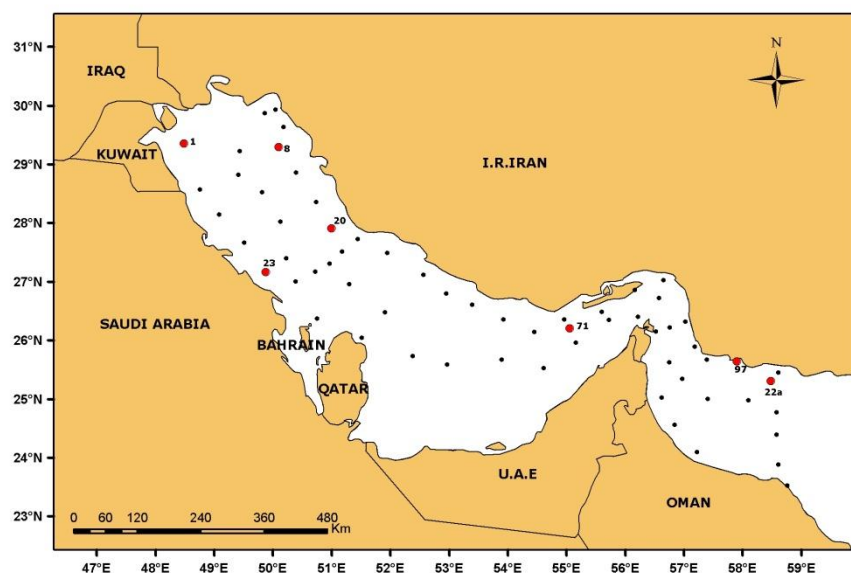 31°N
30°N
29°N
28°N
27°N
26°N
25°N
24°N
23°N
N
IRAQ
KUWAIT
1
8
I.R.IRAN
20
23
SAUDI ARABIA
BAHRAIN
QATAR
71
97
22a
U.A.E
OMAN
0 60 120 240 360 480
Km
47°E 48°E 49°E 50°E 51°E 52°E 53°E 54°E 55°E 56°E 57°E 58°E 59°E